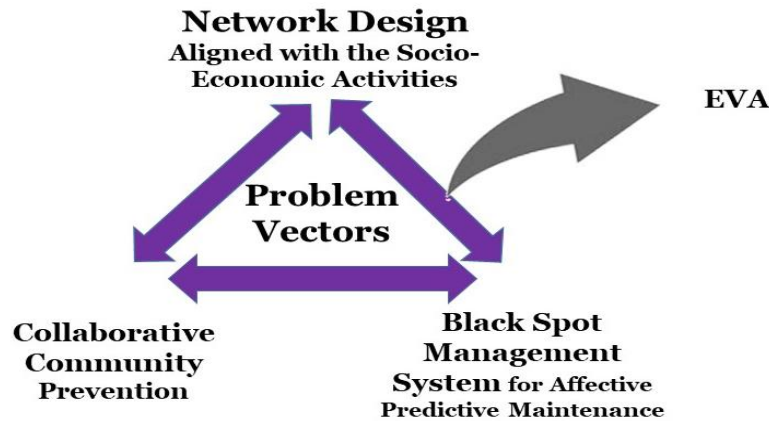 Network Design
Aligned with the Socio-
Economic Activities
EVA
Problem
Vectors
Collaborative
Community
Prevention
Black Spot
Management
System for Affective
Predictive Maintenance